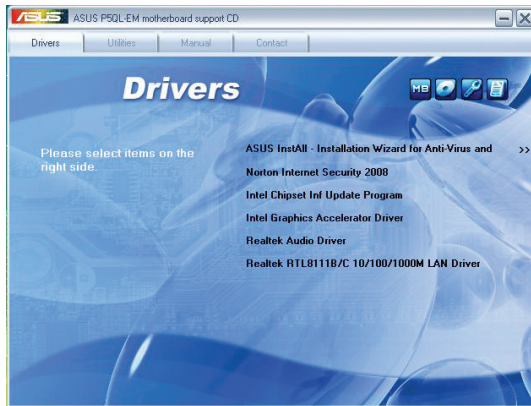 ASUS ASUS P5QL-EM motherboard support CD
Drivers Utilities Manual Contact
Drivers
MB
Please select items on the
right side.
ASUS InstAll - Installation Wizard for Anti-Virus and >>
Norton Internet Security 2008
Intel Chipset Inf Update Program
Intel Graphics Accelerator Driver
Realtek Audio Driver
Realtek RTL8111B/C 10/100/1000M LAN Driver